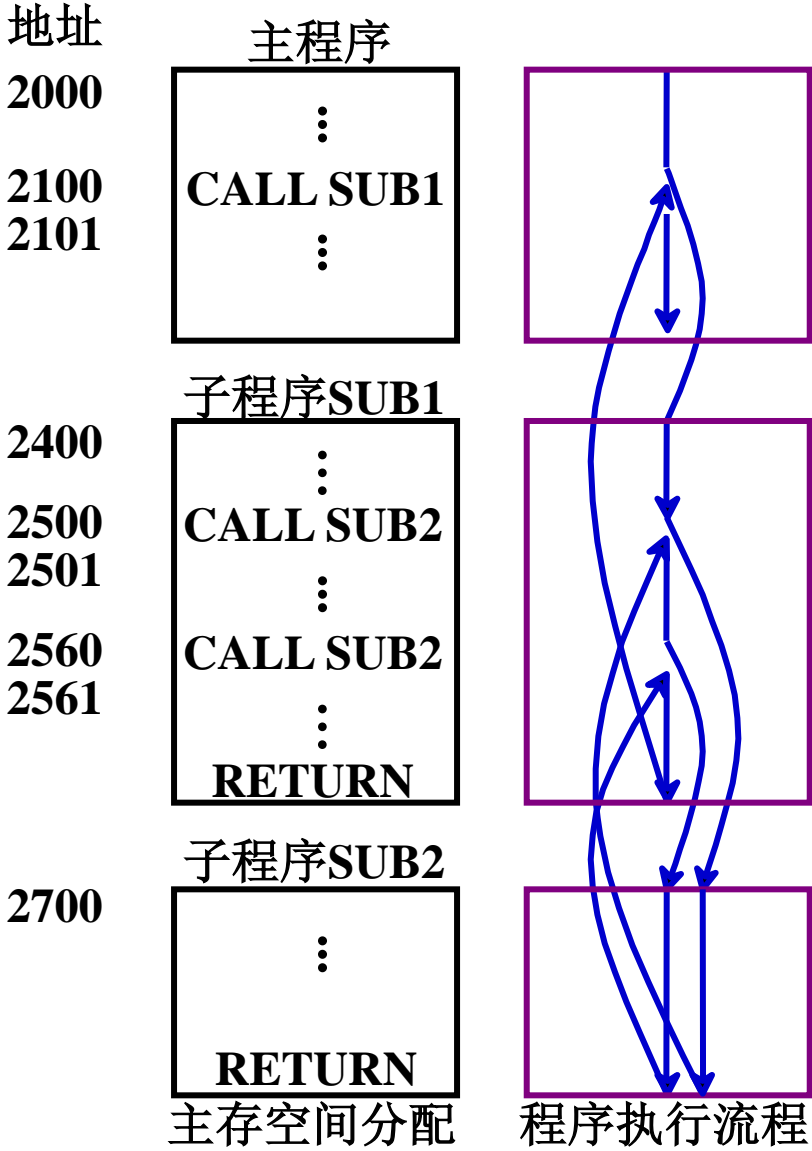 地址
主程序
2000
⋮
2100 CALL SUB1
2101
⋮
子程序SUB1
2400
⋮
2500 CALL SUB2
2501
⋮
2560 CALL SUB2
2561
⋮
RETURN
子程序SUB2
2700
⋮
RETURN
主存空间分配 程序执行流程